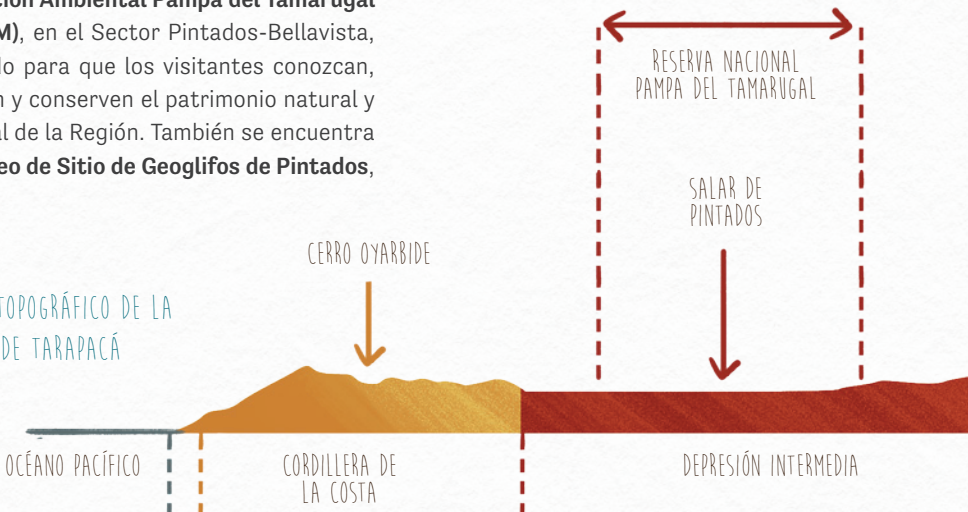 ción Ambiental Pampa del Tamarugal
M), en el Sector Pintados-Bellavista,
do para que los visitantes conozcan,
n y conserven el patrimonio natural y
al de la Región. También se encuentra
eo de Sitio de Geoglifos de Pintados,
RESERVA NACIONAL
PAMPA DEL TAMARUGAL
SALAR DE
PINTADOS
CERRO OYARBIDE
TOPOGRÁFICO DE LA
DE TARAPACÁ
OCÉANO PACÍFICO
CORDILLERA DE
LA COSTA
DEPRESIÓN INTERMEDIA